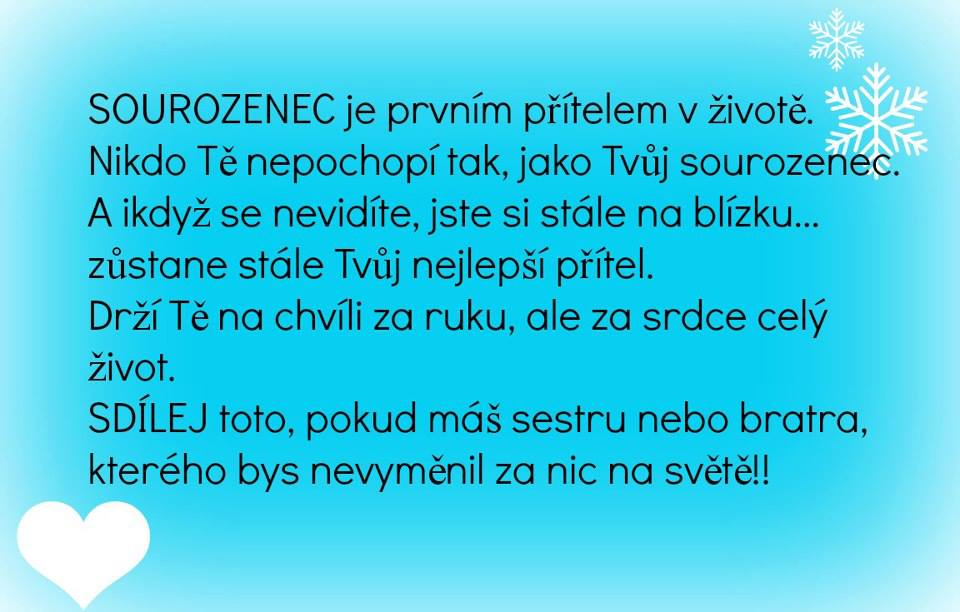 SOUROZENEC je prvním přítelem v životě.
Nikdo Tě nepochopí tak, jako Tvůj sourozenec.
A ikdyž se nevidíte, jste si stále na blízku...
zůstane stále Tvůj nejlepší přítel.
Drží Tě na chvíli za ruku, ale za srdce celý
život.
SDÍLEJ toto, pokud máš sestru nebo bratra,
kterého bys nevyměnil za nic na světě!!